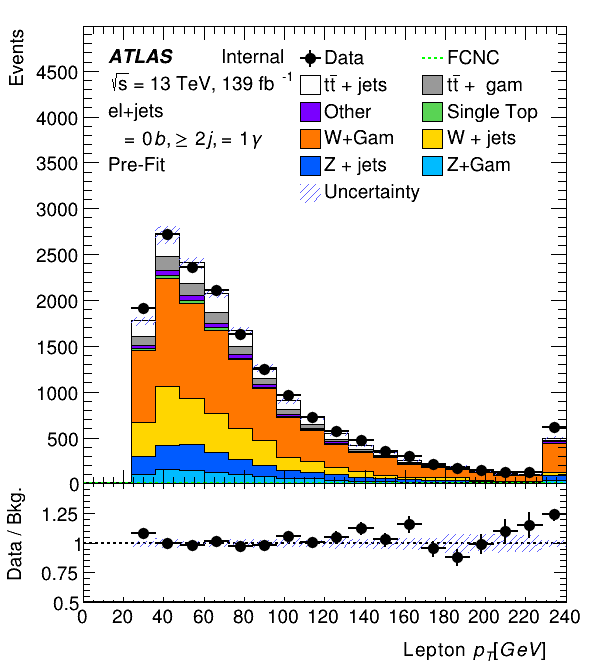 Events
4500
4000
3500
3000
2500
2000
1500
1000
500
0
ATLAS Internal
√s = 13 TeV, 139 fb⁻¹
el+jets
= 0b, ≥ 2j, = 1γ
Pre-Fit
Data
FCNC
tt̄ + jets
tt̄ + gam
Other
Single Top
W+Gam
W + jets
Z + jets
Z+Gam
Uncertainty
Data / Bkg.
1.25
1
0.75
0.5
0 20 40 60 80 100 120 140 160 180 200 220 240
Lepton p_T[GeV]